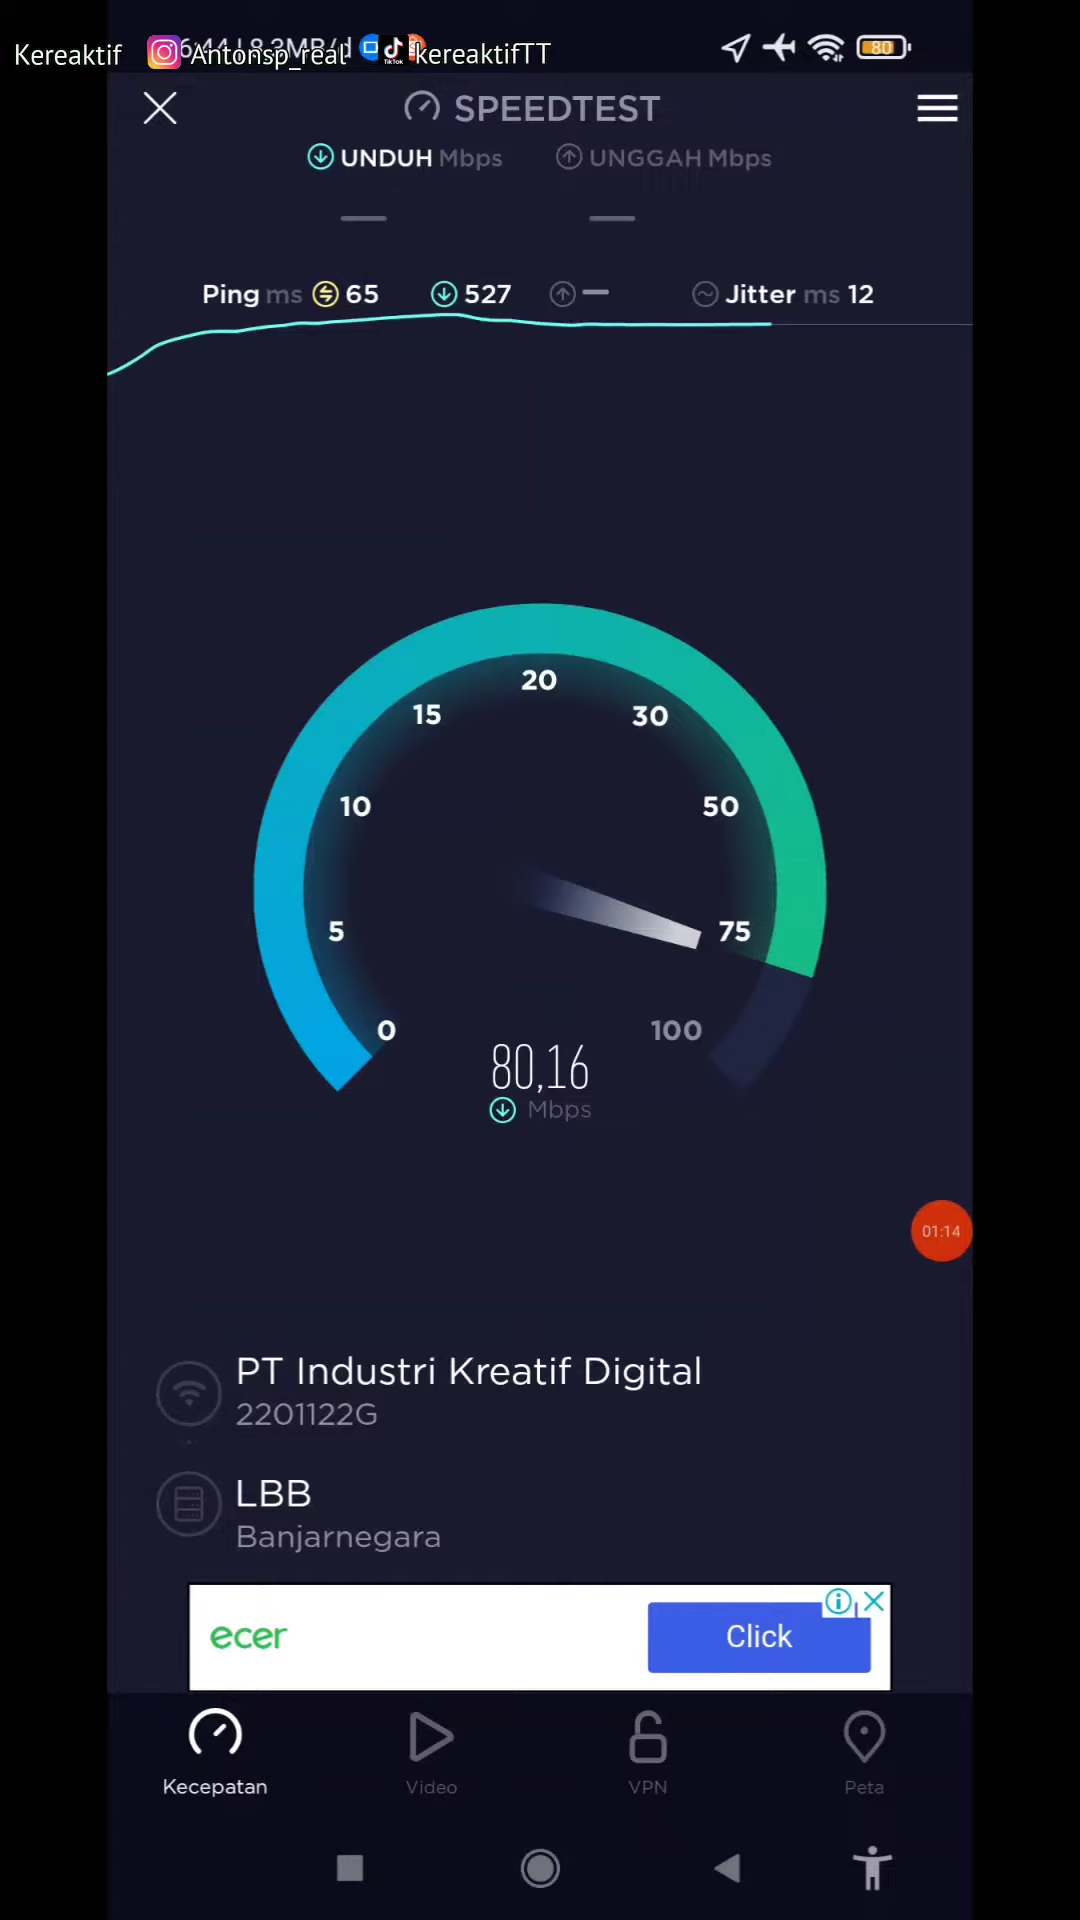 Kereaktif Antonsp_real kereaktifTT
80
SPEEDTEST
UNDUH Mbps UNGGAH Mbps
Ping ms 65 527 Jitter ms 12
0
5
10
15
20
30
50
75
100
80,16
Mbps
01:14
PT Industri Kreatif Digital
2201122G
LBB
Banjarnegara
ecer
Click
Kecepatan Video VPN Peta